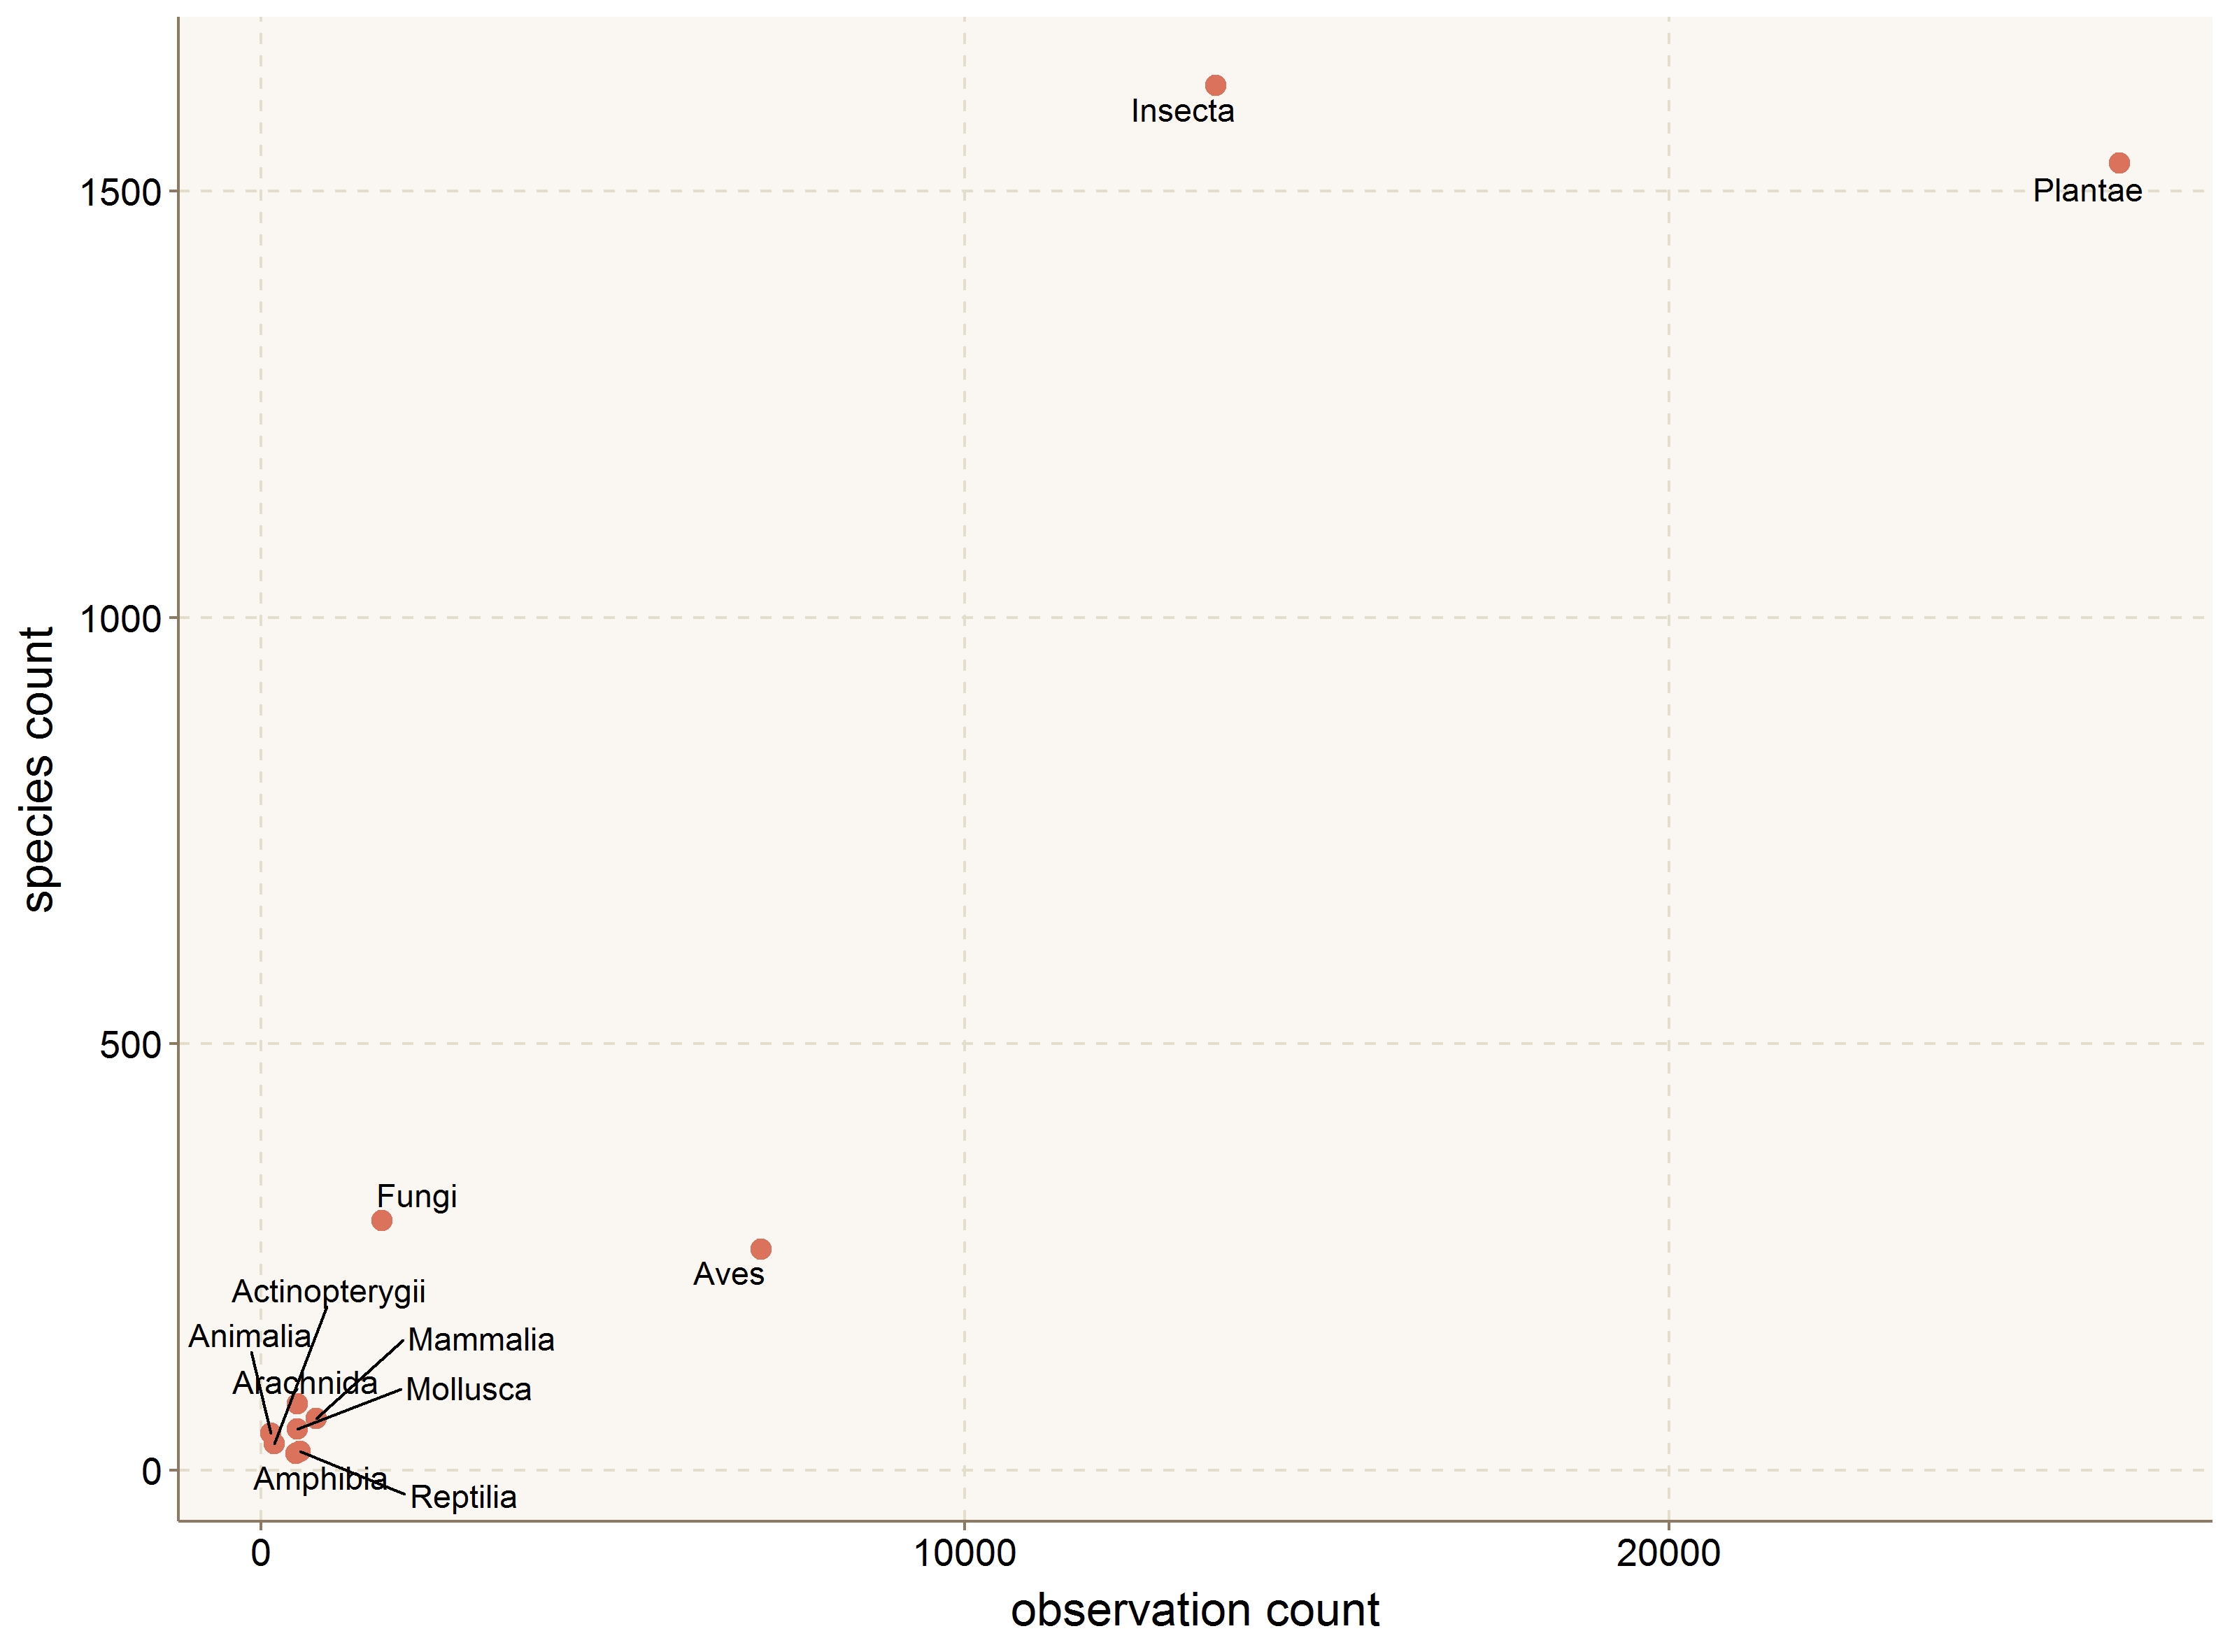 Insecta
1500
Plantae
1000
species count
500
Fungi
Aves
Actinopterygii
Animalia
Mammalia
Arachnida
Mollusca
0
Amphibia
Reptilia
0
10000
20000
observation count